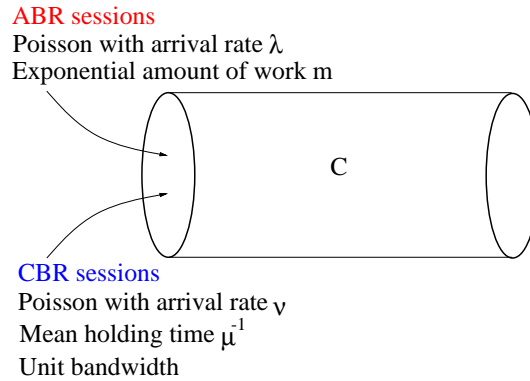 ABR sessions
Poisson with arrival rate λ
Exponential amount of work m
C
CBR sessions
Poisson with arrival rate ν
Mean holding time μ⁻¹
Unit bandwidth